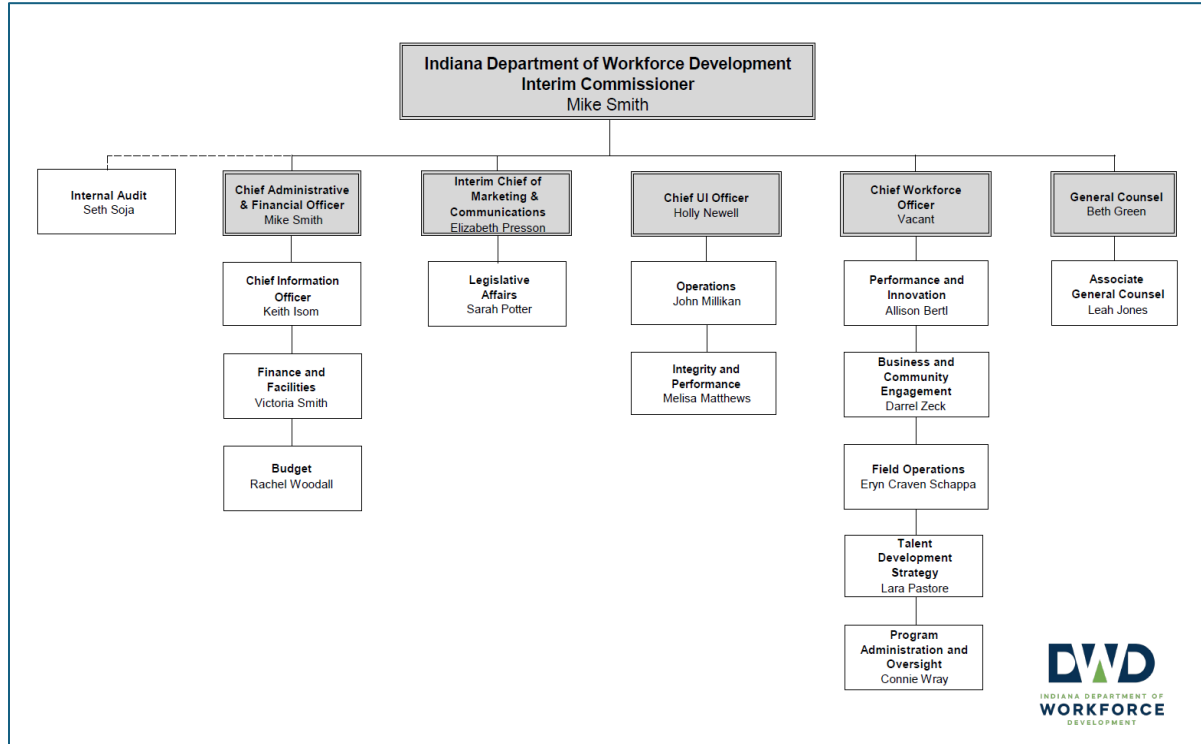 Indiana Department of Workforce Development
Interim Commissioner
Mike Smith
Internal Audit
Seth Soja
Chief Administrative
& Financial Officer
Mike Smith
Interim Chief of
Marketing &
Communications
Elizabeth Presson
Chief UI Officer
Holly Newell
Chief Workforce
Officer
Vacant
General Counsel
Beth Green
Chief Information
Officer
Keith Isom
Legislative
Affairs
Sarah Potter
Operations
John Millikan
Performance and
Innovation
Allison Bertl
Associate
General Counsel
Leah Jones
Finance and
Facilities
Victoria Smith
Integrity and
Performance
Melisa Matthews
Business and
Community
Engagement
Darrel Zeck
Budget
Rachel Woodall
Field Operations
Eryn Craven Schappa
Talent
Development
Strategy
Lara Pastore
Program
Administration and
Oversight
Connie Wray
DWD
INDIANA DEPARTMENT OF
WORKFORCE
DEVELOPMENT